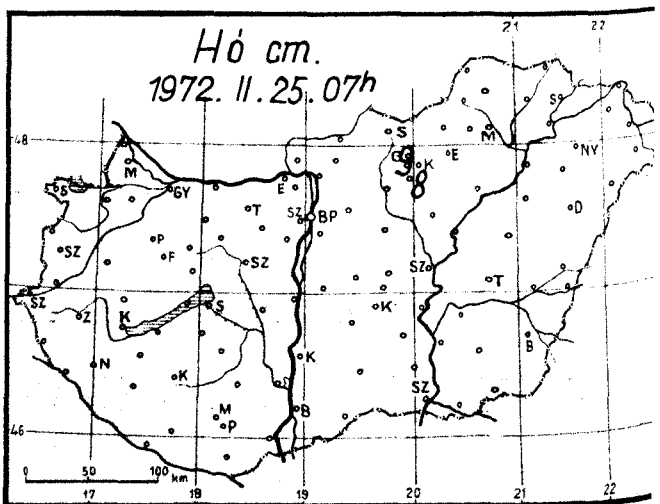 21 22
Hó cm.
1972. II. 25. 07ʰ
48
S M S
M G K E NY
S GY E
T SZ BP D
SZ P F SZ SZ
T
SZ Z K S K
B
N K K
SZ
M B
P
46
0 50 100
km
17 18 19 20 21 22